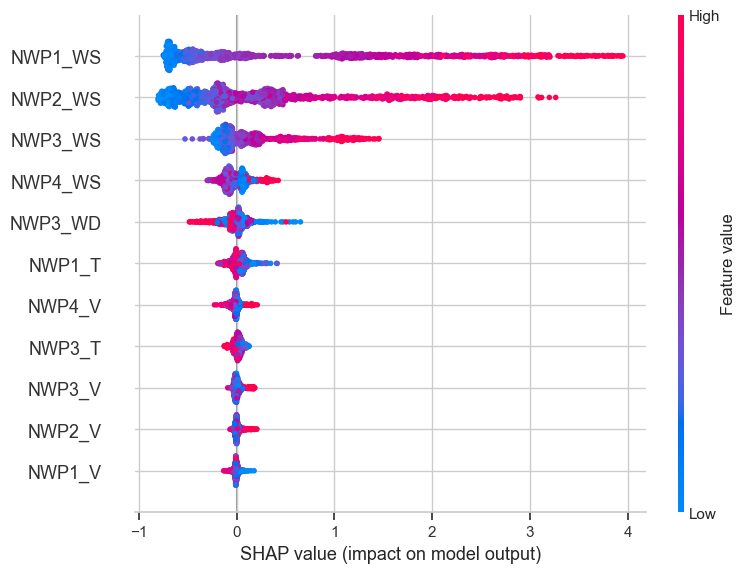 High
NWP1_WS
NWP2_WS
NWP3_WS
NWP4_WS
NWP3_WD
NWP1_T
NWP4_V
NWP3_T
NWP3_V
NWP2_V
NWP1_V
Feature value
Low
−1 0 1 2 3 4
SHAP value (impact on model output)